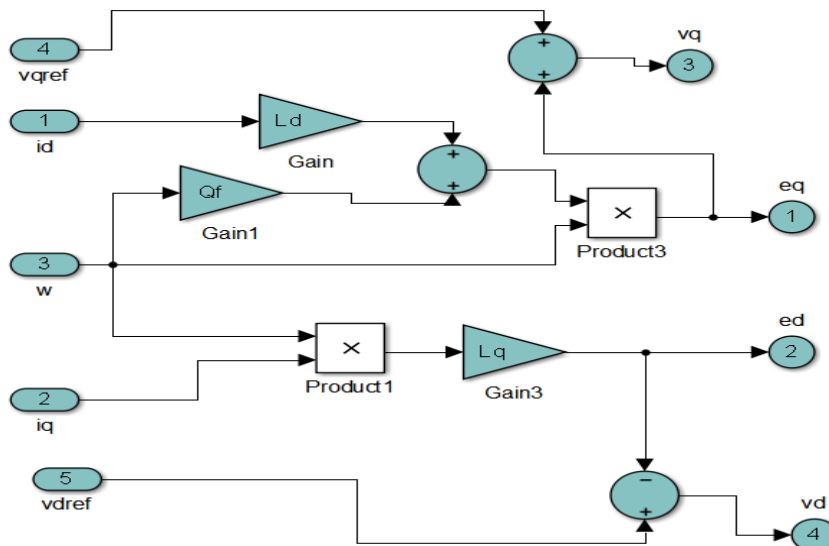 4
vqref
+
+
vq
3
1
id
Ld
Gain
+
+
Qf
Gain1
×
Product3
eq
1
3
w
×
Product1
Lq
Gain3
ed
2
2
iq
5
vdref
−
+
vd
4